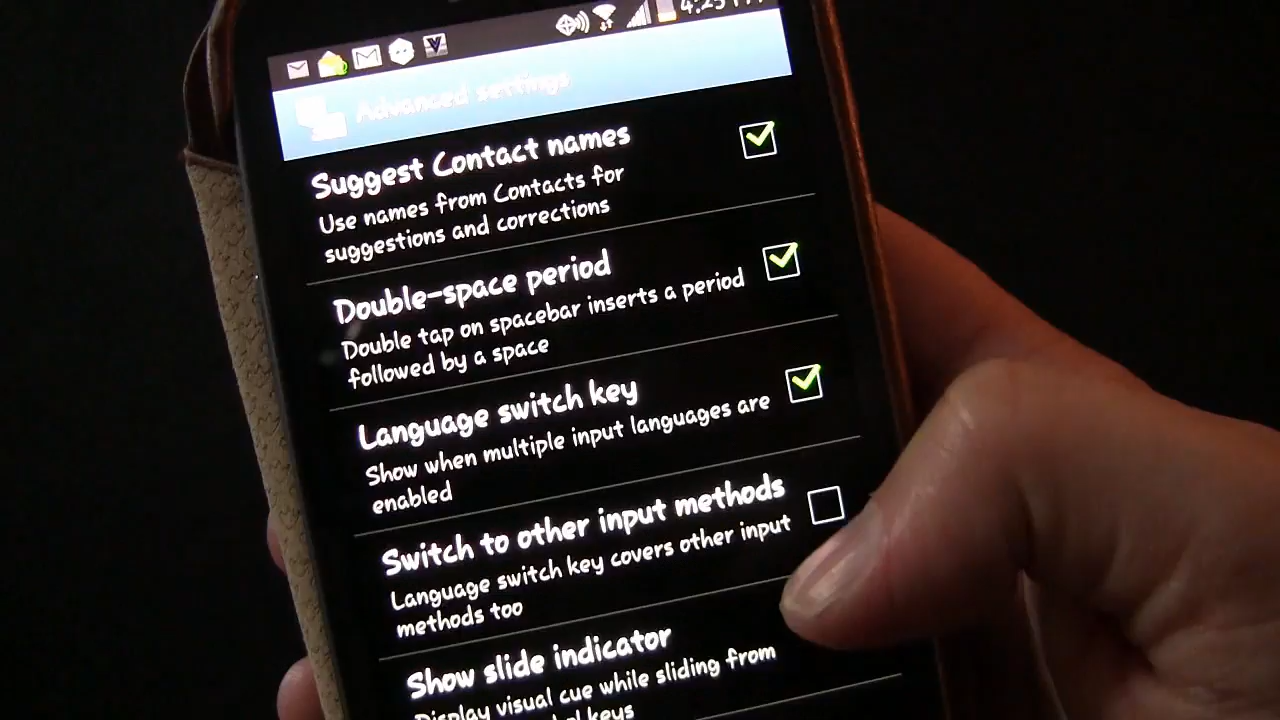 Advanced settings
Suggest Contact names
Use names from Contacts for
suggestions and corrections
Double-space period
Double tap on spacebar inserts a period
followed by a space
Language switch key
Show when multiple input languages are
enabled
Switch to other input methods
Language switch key covers other input
methods too
Show slide indicator
Display visual cue while sliding from
keys